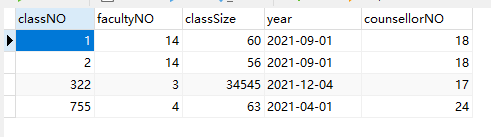 classNO facultyNO classSize year counsellorNO
1 14 60 2021-09-01 18
2 14 56 2021-09-01 18
322 3 34545 2021-12-04 17
755 4 63 2021-04-01 24